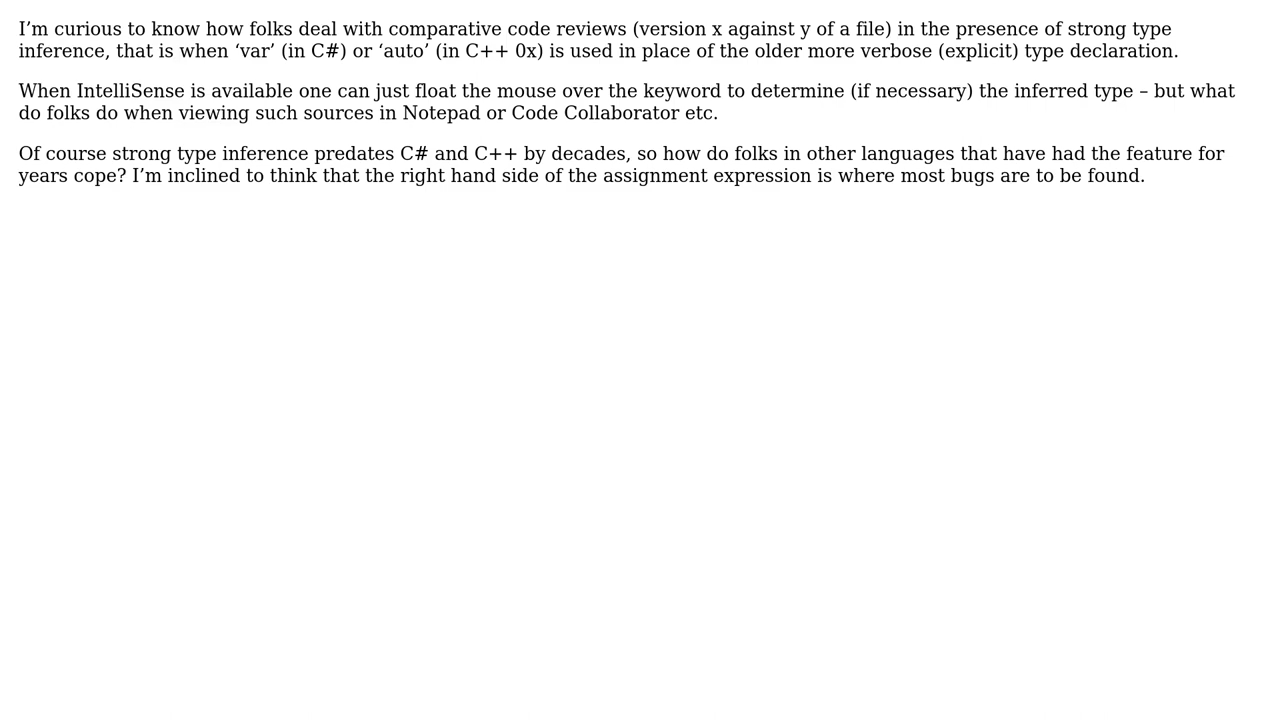 I’m curious to know how folks deal with comparative code reviews (version x against y of a file) in the presence of strong type
inference, that is when ‘var’ (in C#) or ‘auto’ (in C++ 0x) is used in place of the older more verbose (explicit) type declaration.
When IntelliSense is available one can just float the mouse over the keyword to determine (if necessary) the inferred type – but what
do folks do when viewing such sources in Notepad or Code Collaborator etc.
Of course strong type inference predates C# and C++ by decades, so how do folks in other languages that have had the feature for
years cope? I’m inclined to think that the right hand side of the assignment expression is where most bugs are to be found.